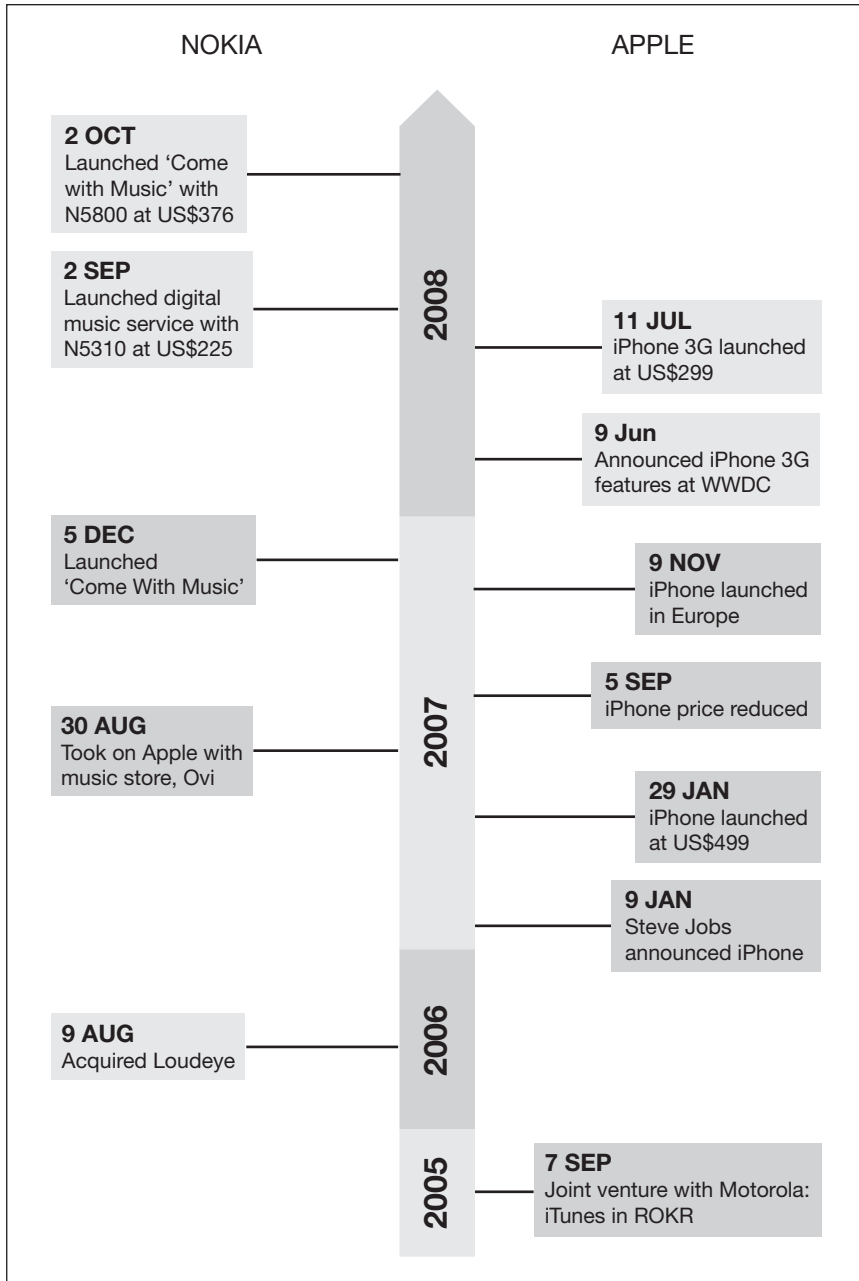 NOKIA
APPLE
2 OCT
Launched ‘Come
with Music’ with
N5800 at US$376
2 SEP
Launched digital
music service with
N5310 at US$225
2008
11 JUL
iPhone 3G launched
at US$299
9 Jun
Announced iPhone 3G
features at WWDC
5 DEC
Launched
‘Come With Music’
9 NOV
iPhone launched
in Europe
5 SEP
iPhone price reduced
30 AUG
Took on Apple with
music store, Ovi
2007
29 JAN
iPhone launched
at US$499
9 JAN
Steve Jobs
announced iPhone
9 AUG
Acquired Loudeye
2006
7 SEP
Joint venture with Motorola:
iTunes in ROKR
2005